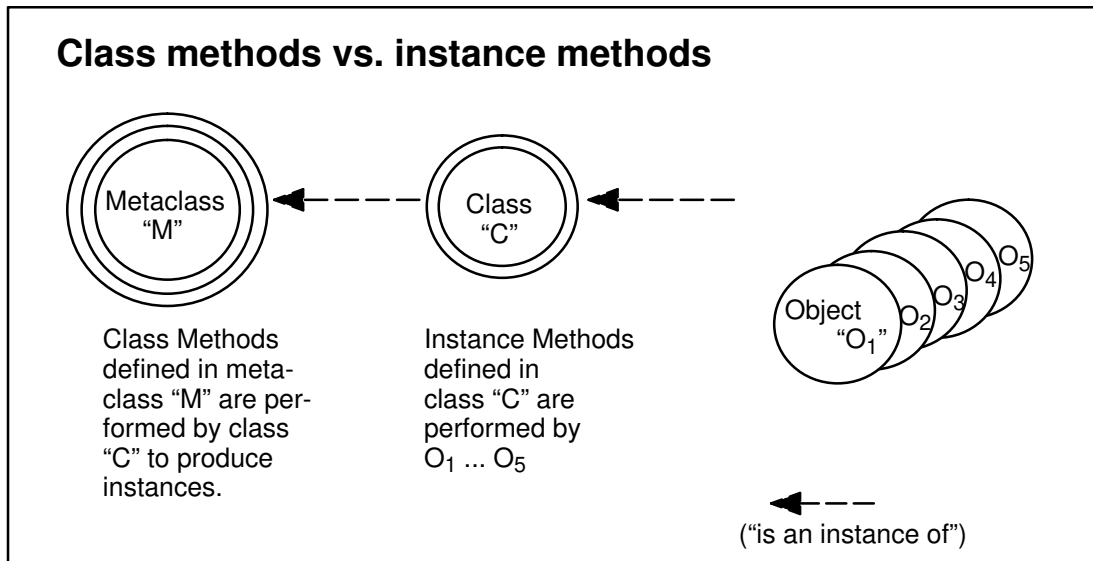 Class methods vs. instance methods
Metaclass
“M”
Class
“C”
Object
“O1”
O2
O3
O4
O5
Class Methods
defined in meta-
class “M” are per-
formed by class
“C” to produce
instances.
Instance Methods
defined in
class “C” are
performed by
O1 ... O5
(“is an instance of”)